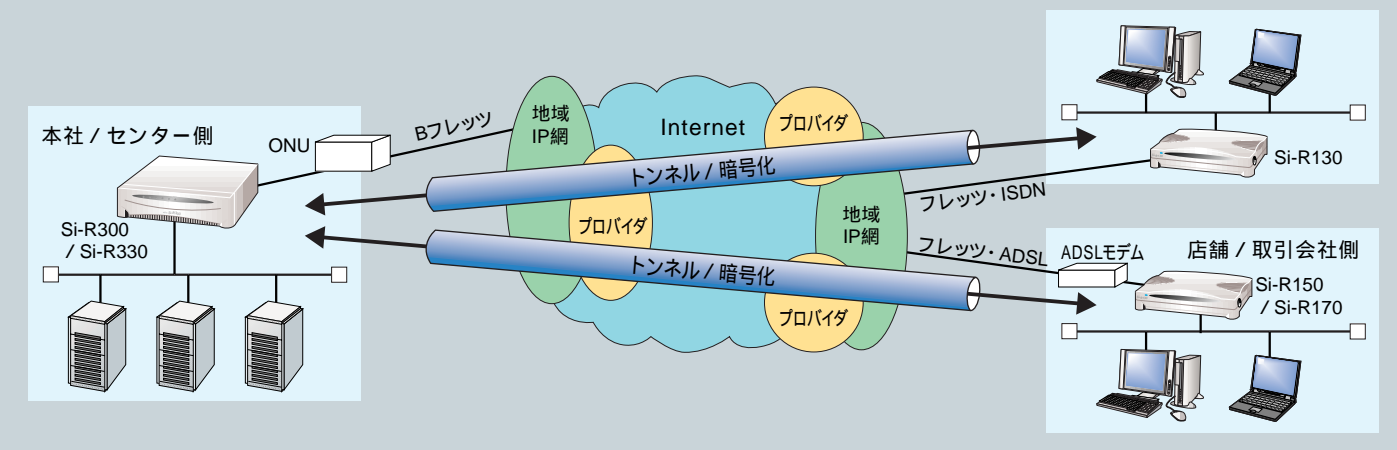 本社 / センター側
ONU
Bフレッツ
Si-R300
/ Si-R330
地域
IP網
Internet
プロバイダ
トンネル / 暗号化
プロバイダ
トンネル / 暗号化
プロバイダ
地域
IP網
フレッツ・ISDN
Si-R130
フレッツ・ADSL
ADSLモデム
店舗 / 取引会社側
Si-R150
/ Si-R170